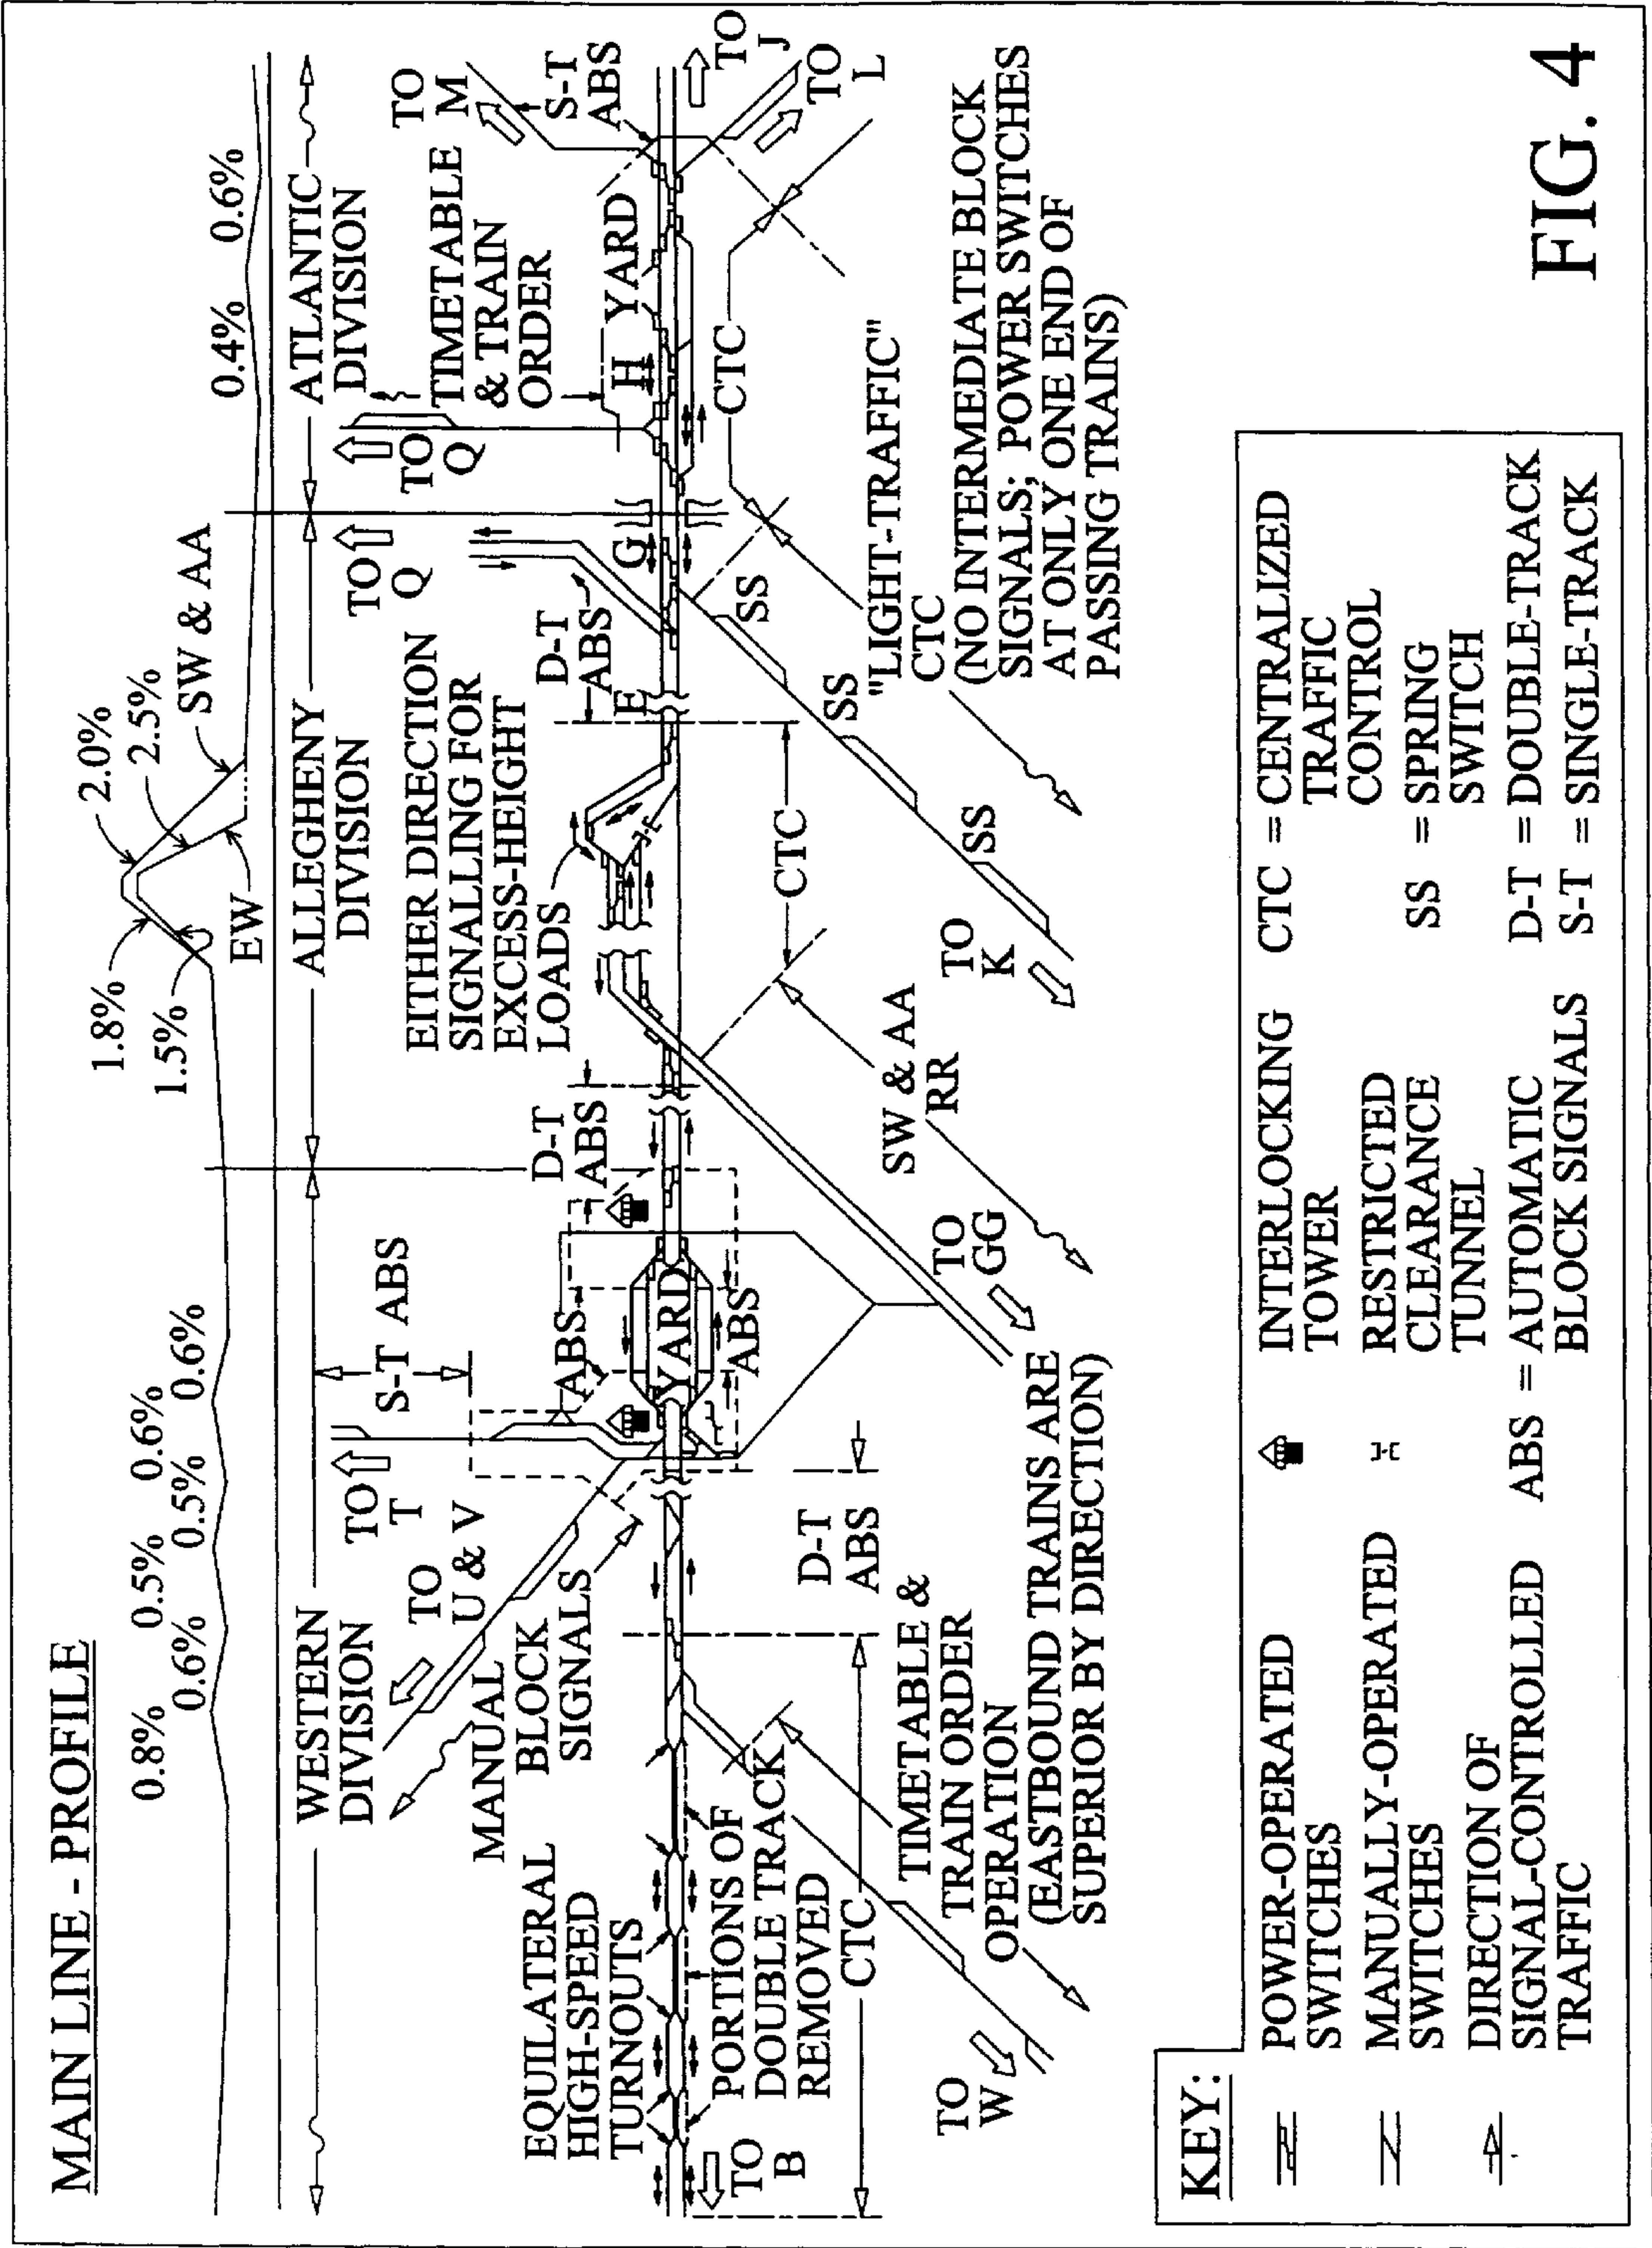 MAIN LINE - PROFILE
0.8%
0.6%
0.5%
0.5%
0.6%
0.6%
1.8%
1.5%
2.0%
2.5%
SW & AA
EW
0.4%
0.6%
WESTERN
DIVISION
ALLEGHENY
DIVISION
ATLANTIC
DIVISION
S-T ABS
TO
T
TO
U & V
MANUAL
BLOCK
SIGNALS
EQUILATERAL
HIGH-SPEED
TURNOUTS
D-T
ABS
ABS
YARD
ABS
EITHER DIRECTION
SIGNALLING FOR
EXCESS-HEIGHT
LOADS
D-T
ABS
E
TO
Q
G
TO
Q
TIMETABLE
& TRAIN
ORDER
H YARD
TO
M
S-T
ABS
TO
J
TO
L
TO
B
PORTIONS OF
DOUBLE TRACK
REMOVED
CTC
TO
W
D-T
ABS
TIMETABLE &
TRAIN ORDER
OPERATION
(EASTBOUND TRAINS ARE
SUPERIOR BY DIRECTION)
TO
GG
SW & AA
RR
CTC
TO
K
SS
SS
SS
CTC
"LIGHT-TRAFFIC"
CTC
(NO INTERMEDIATE BLOCK
SIGNALS; POWER SWITCHES
AT ONLY ONE END OF
PASSING TRAINS)
KEY:
POWER-OPERATED
SWITCHES
MANUALLY-OPERATED
SWITCHES
DIRECTION OF
SIGNAL-CONTROLLED
TRAFFIC
INTERLOCKING
TOWER
RESTRICTED
CLEARANCE
TUNNEL
ABS = AUTOMATIC
BLOCK SIGNALS
CTC = CENTRALIZED
TRAFFIC
CONTROL
SS = SPRING
SWITCH
D-T = DOUBLE-TRACK
S-T = SINGLE-TRACK
FIG. 4